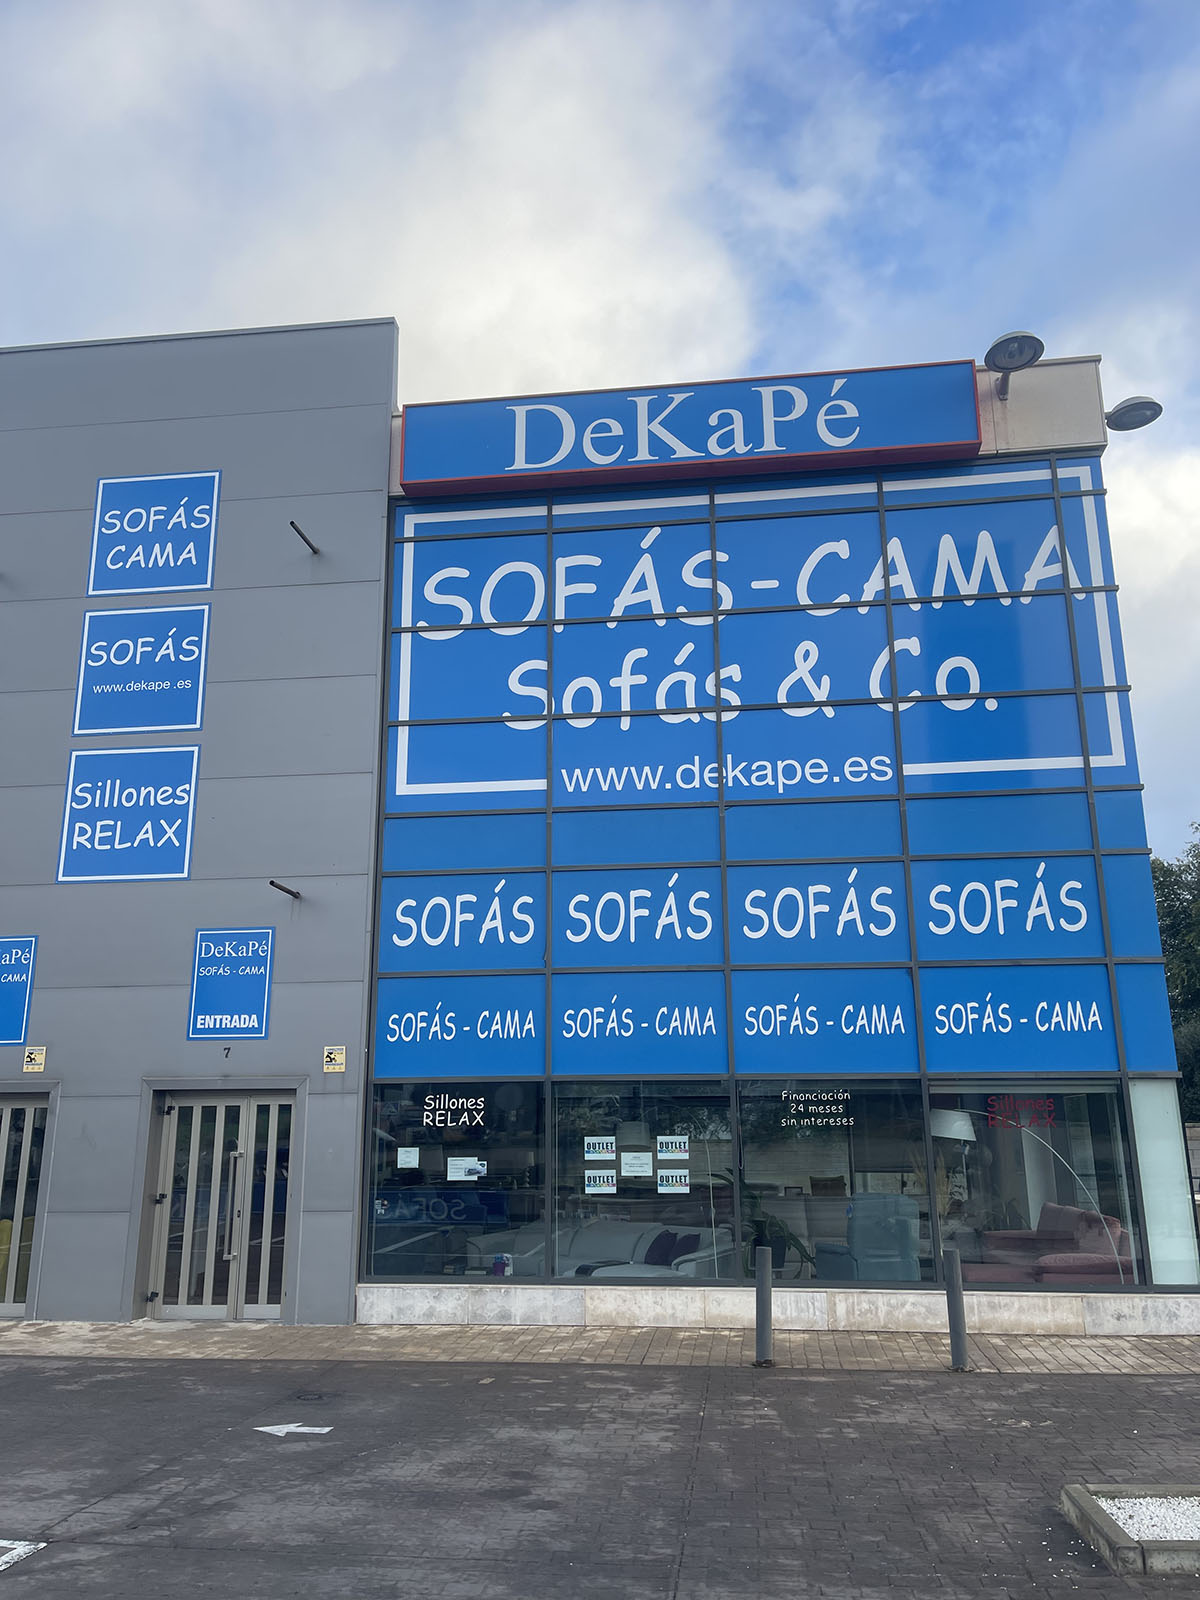 DeKaPé
SOFÁS - CAMA
Sofás & Co.
www.dekape.es
SOFÁS
CAMA
SOFÁS
www.dekape .es
Sillones
RELAX
aPé
CAMA
DeKaPé
SOFÁS - CAMA
ENTRADA
7
SOFÁS SOFÁS SOFÁS SOFÁS
SOFÁS - CAMA SOFÁS - CAMA SOFÁS - CAMA SOFÁS - CAMA
Sillones
RELAX
OUTLET OUTLET
OUTLET OUTLET
Financiación
24 meses
sin intereses
Sillones
RELAX